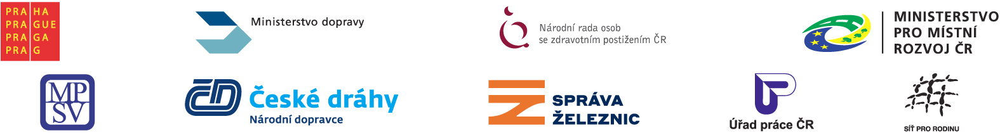 PRA HA
PRA GUE
PRA GA
PRA G
Ministerstvo dopravy
Národní rada osob
se zdravotním postižením ČR
MINISTERSTVO
PRO MÍSTNÍ
ROZVOJ ČR
MP
SV
ČD
České dráhy
Národní dopravce
SPRÁVA
ŽELEZNIC
UP
Úřad práce ČR
SÍŤ PRO RODINU